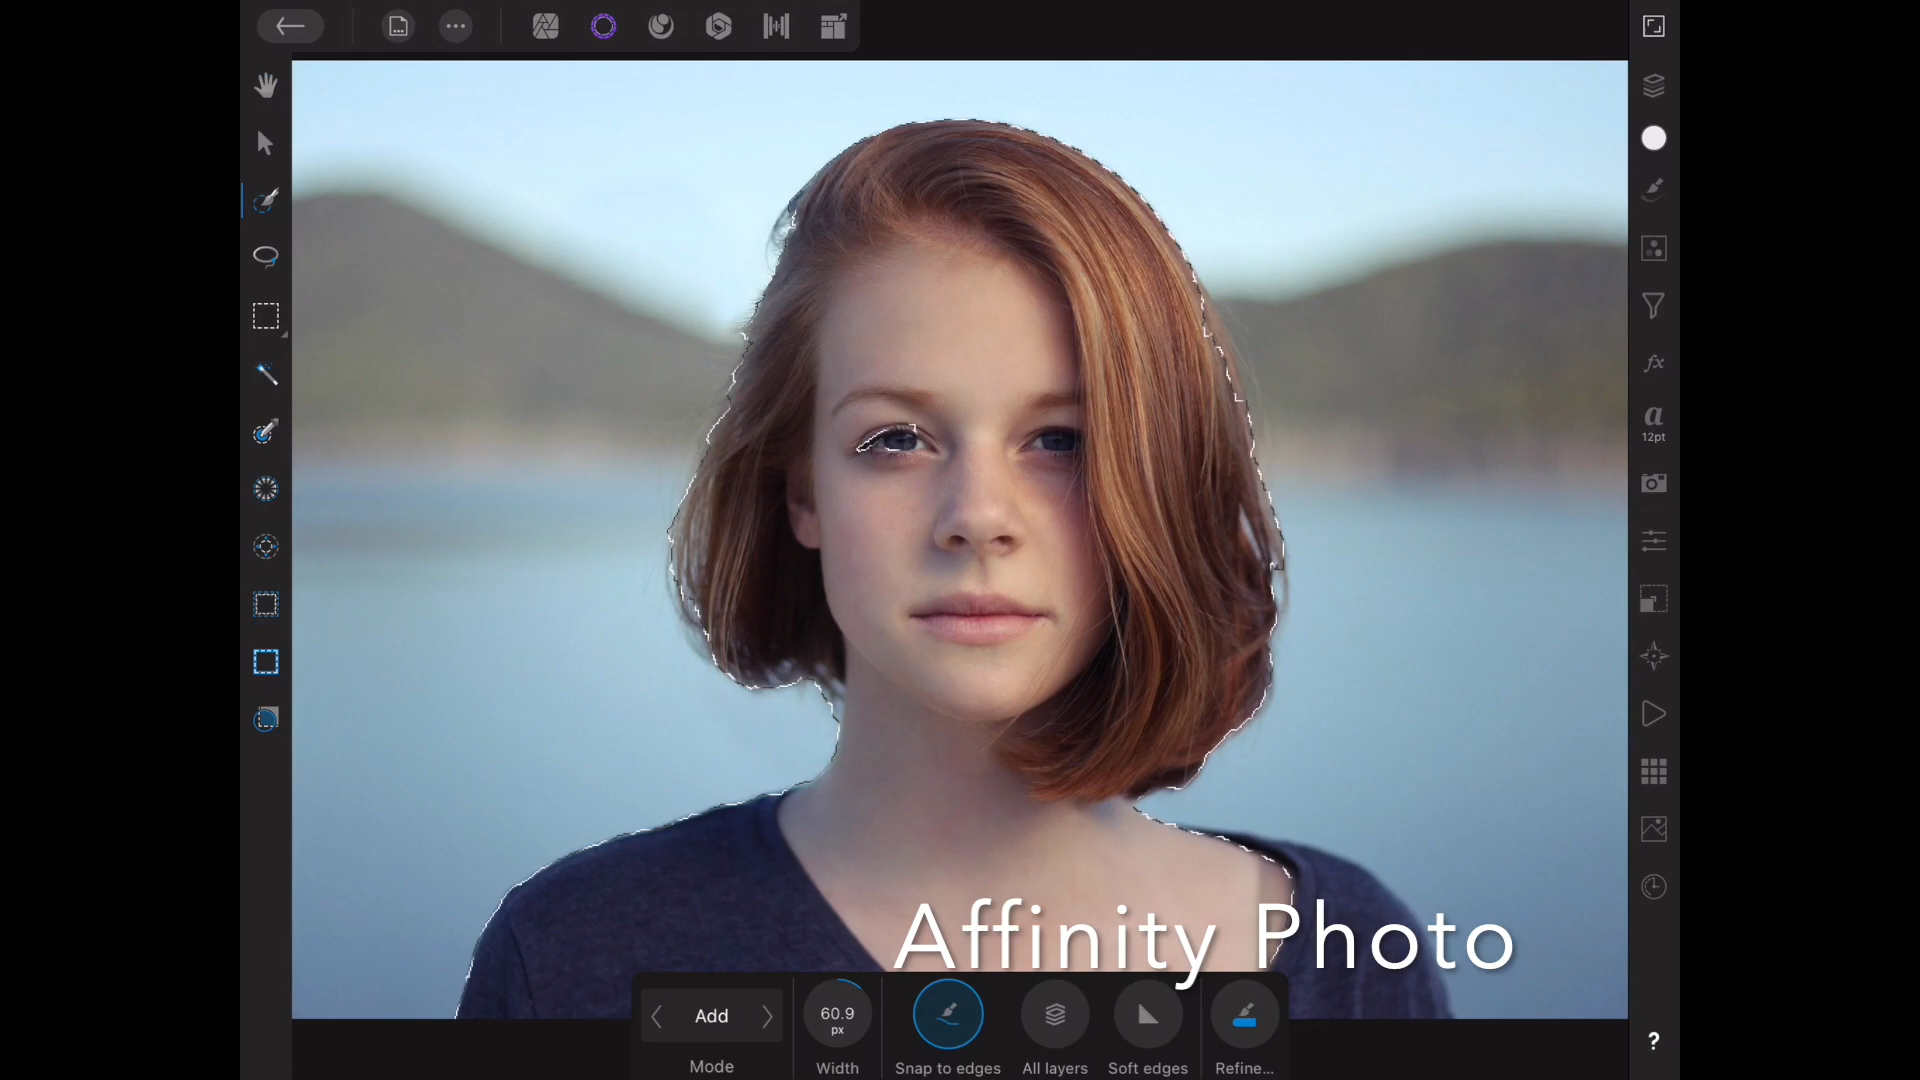 12pt
Affinity Photo
Add
Mode
60.9
px
Width
Snap to edges
All layers
Soft edges
Refine...
?